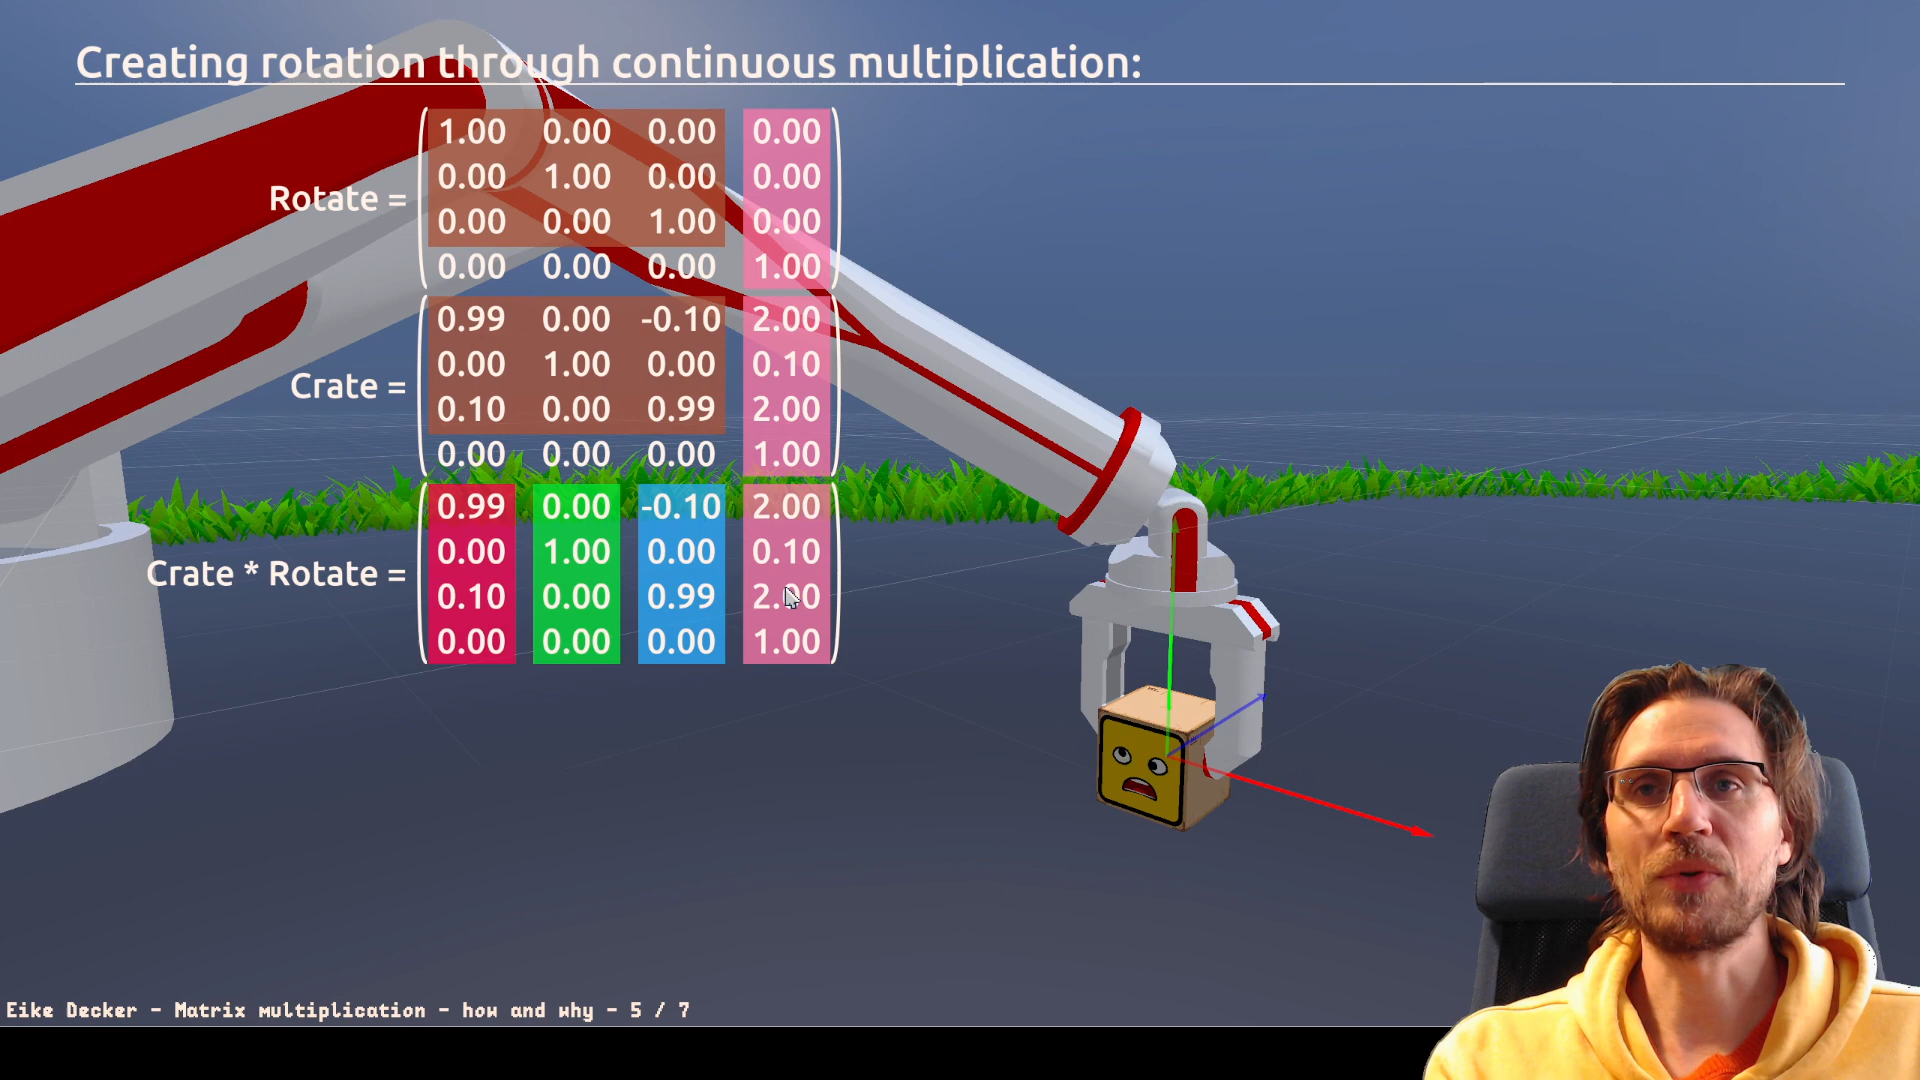 Creating rotation through continuous multiplication:
1.00 0.00 0.00 0.00
0.00 1.00 0.00 0.00
Rotate =
0.00 0.00 1.00 0.00
0.00 0.00 0.00 1.00
0.99 0.00 -0.10 2.00
0.00 1.00 0.00 0.10
Crate =
0.10 0.00 0.99 2.00
0.00 0.00 0.00 1.00
0.99 0.00 -0.10 2.00
0.00 1.00 0.00 0.10
Crate * Rotate =
0.10 0.00 0.99 2.00
0.00 0.00 0.00 1.00
Eike Decker - Matrix multiplication - how and why - 5 / 7